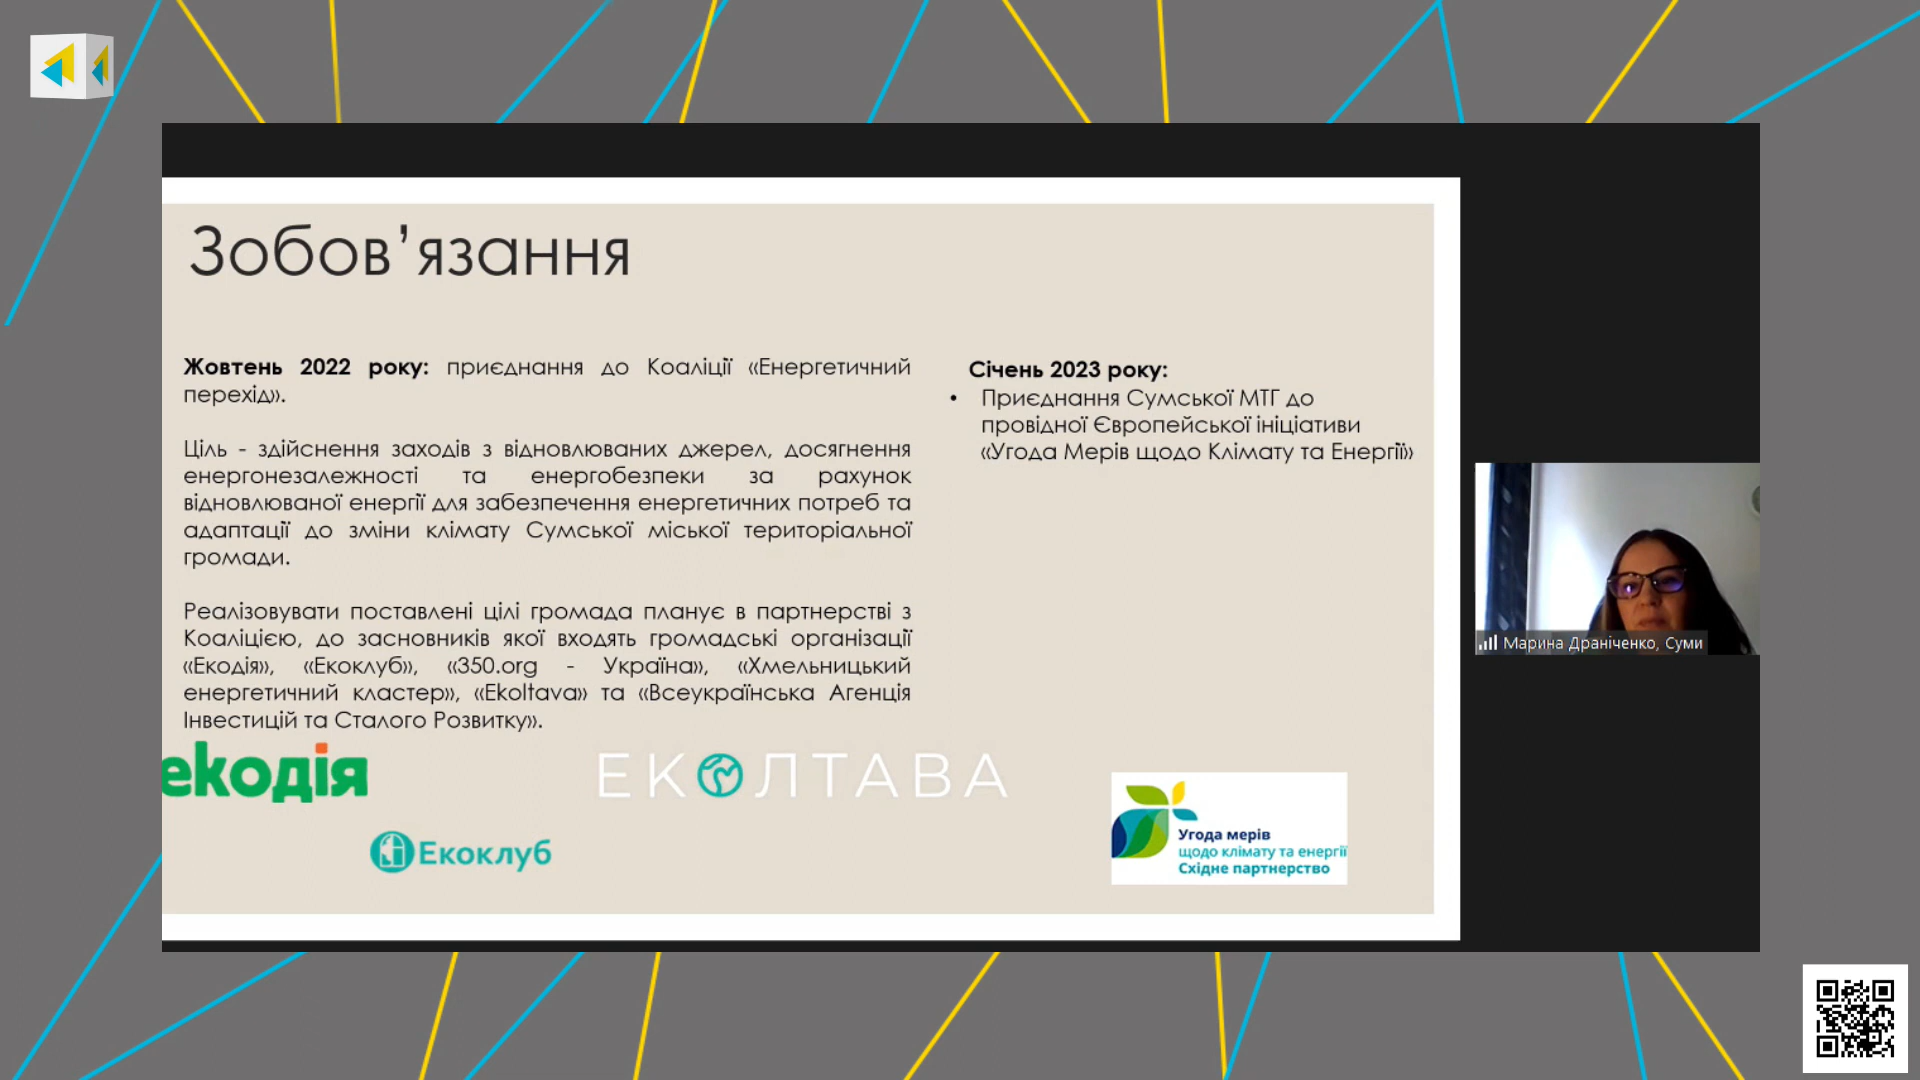 Зобов’язання
Жовтень 2022 року: приєднання до Коаліції «Енергетичний
перехід».
Ціль - здійснення заходів з відновлюваних джерел, досягнення
енергонезалежності та енергобезпеки за рахунок
відновлюваної енергії для забезпечення енергетичних потреб та
адаптації до зміни клімату Сумської міської територіальної
громади.
Реалізовувати поставлені цілі громада планує в партнерстві з
Коаліцією, до засновників якої входять громадські організації
«Екодія», «Екоклуб», «350.org - Україна», «Хмельницький
енергетичний кластер», «Ekoltava» та «Всеукраїнська Агенція
Інвестицій та Сталого Розвитку».
Січень 2023 року:
• Приєднання Сумської МТГ до
провідної Європейської ініціативи
«Угода Мерів щодо Клімату та Енергії»
Марина Драніченко, Суми
екодія
ЕКОЛТАВА
Екоклуб
Угода мерів
щодо клімату та енергії
Східне партнерство